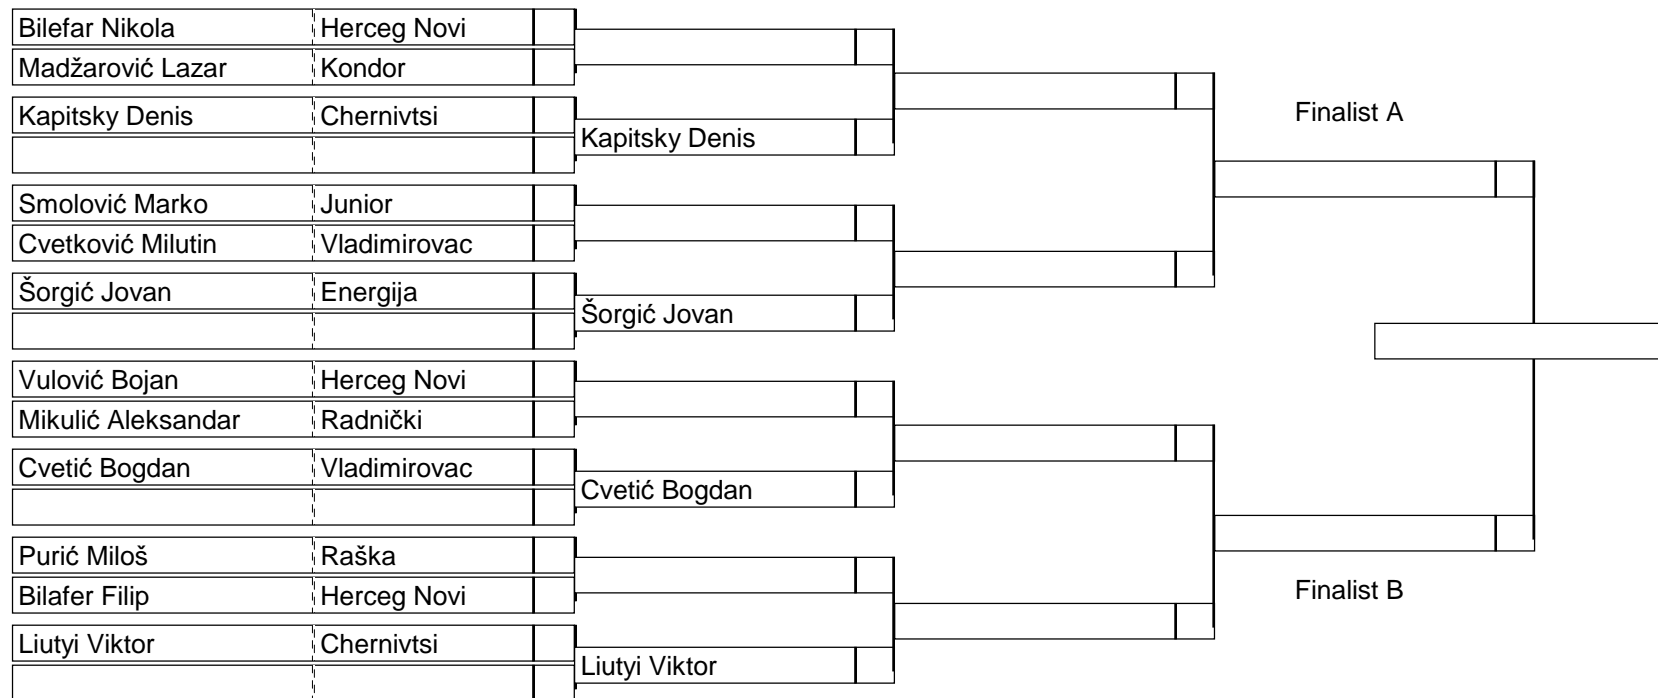 Bilefar Nikola Herceg Novi
Madžarović Lazar Kondor
Finalist A
Kapitsky Denis Chernivtsi
Kapitsky Denis
Smolović Marko Junior
Cvetković Milutin Vladimirovac
Šorgić Jovan Energija
Šorgić Jovan
Vulović Bojan Herceg Novi
Mikulić Aleksandar Radnički
Cvetić Bogdan Vladimirovac
Cvetić Bogdan
Purić Miloš Raška
Finalist B
Bilafer Filip Herceg Novi
Liutyi Viktor Chernivtsi
Liutyi Viktor